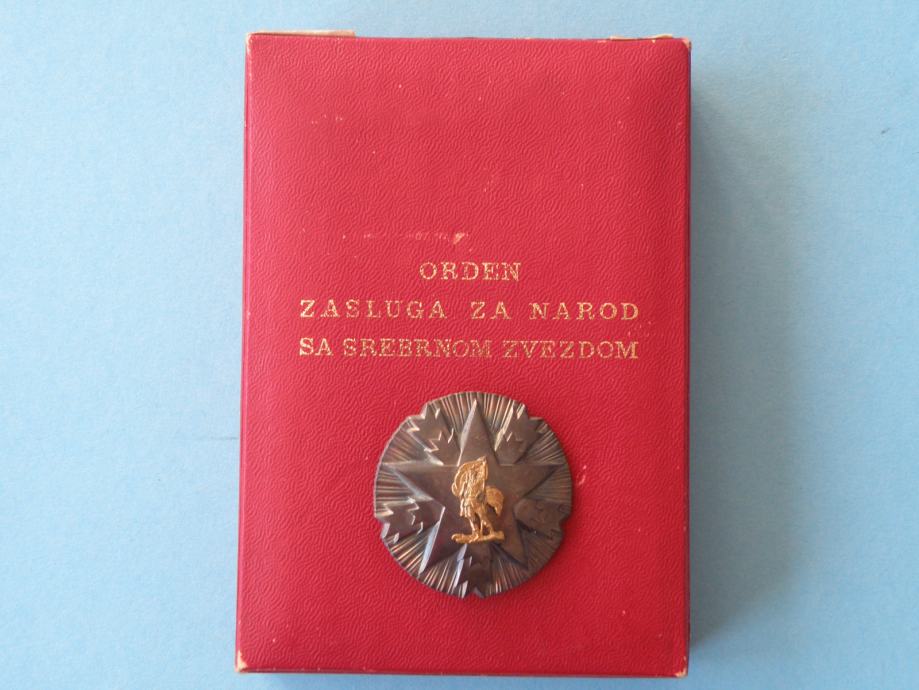 ORDEN
ZASLUGA ZA NAROD
SA SREBRNOM ZVEZDOM